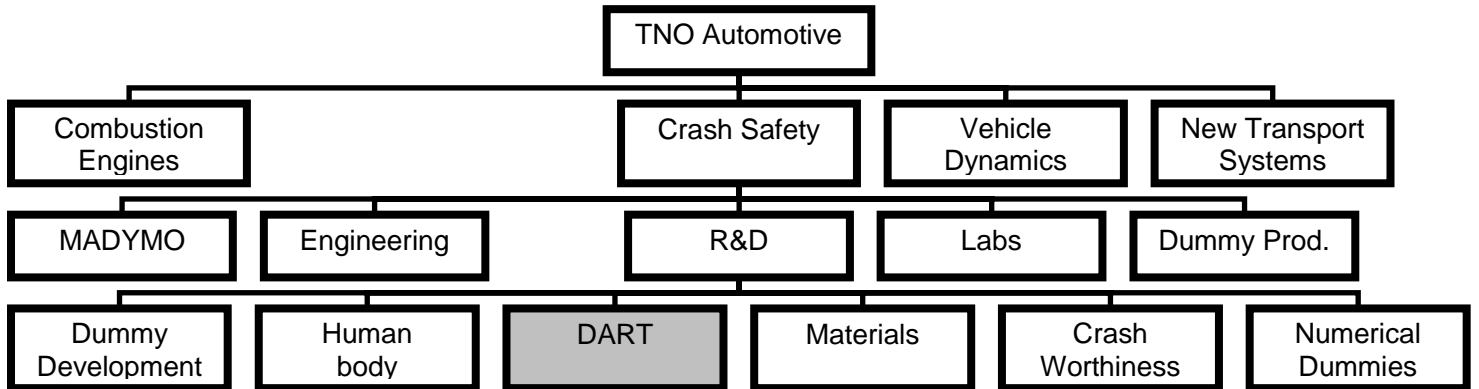 TNO Automotive
Combustion
Engines
Crash Safety
Vehicle
Dynamics
New Transport
Systems
MADYMO
Engineering
R&D
Labs
Dummy Prod.
Dummy
Development
Human
body
DART
Materials
Crash
Worthiness
Numerical
Dummies